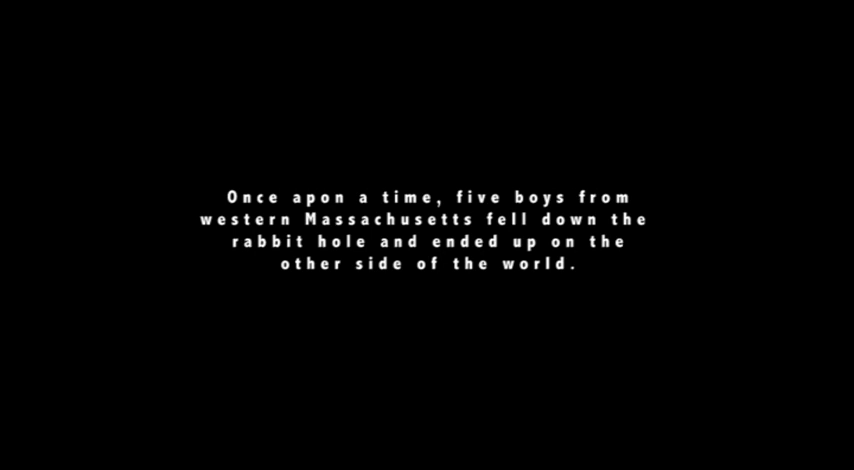 Once apon a time, five boys from
western Massachusetts fell down the
rabbit hole and ended up on the
other side of the world.